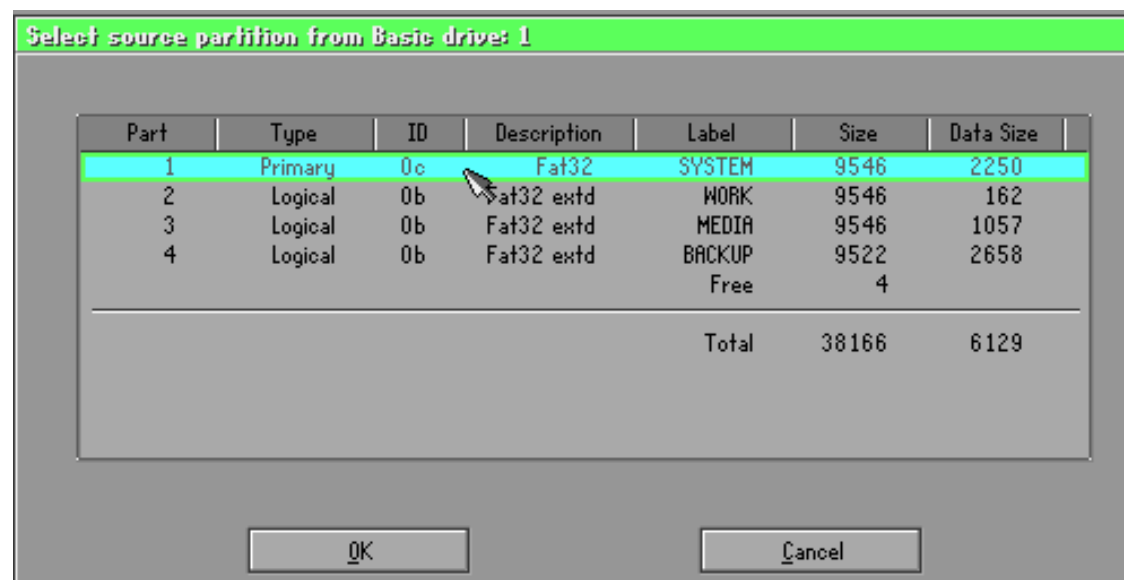 Select source partition from Basic drive: 1
Part Type ID Description Label Size Data Size
1 Primary 0c Fat32 SYSTEM 9546 2250
2 Logical 0b Fat32 extd WORK 9546 162
3 Logical 0b Fat32 extd MEDIA 9546 1057
4 Logical 0b Fat32 extd BACKUP 9522 2658
Free 4
Total 38166 6129
OK Cancel